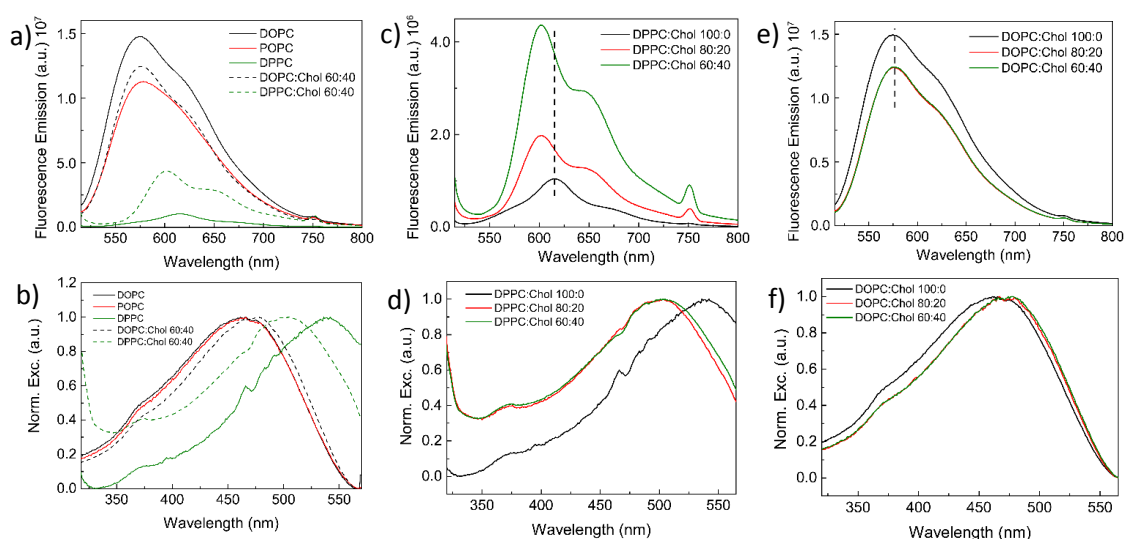 a)
Fluorescence Emission (a.u.) 10⁷
1.5
1.0
5.0
0.0
DOPC
POPC
DPPC
DOPC:Chol 60:40
DPPC:Chol 60:40
550 600 650 700 750 800
Wavelength (nm)
c)
Fluorescence Emission (a.u.) 10⁶
4.0
2.0
0.0
DPPC:Chol 100:0
DPPC:Chol 80:20
DPPC:Chol 60:40
550 600 650 700 750 800
Wavelength (nm)
e)
Fluorescence Emission (a.u.) 10⁷
1.5
1.0
5.0
0.0
DOPC:Chol 100:0
DOPC:Chol 80:20
DOPC:Chol 60:40
550 600 650 700 750 800
Wavelength (nm)
b)
Norm. Exc. (a.u.)
1.2
1.0
0.8
0.6
0.4
0.2
0.0
DOPC
POPC
DPPC
DOPC:Chol 60:40
DPPC:Chol 60:40
350 400 450 500 550
Wavelength (nm)
d)
Norm. Exc. (a.u.)
1.0
0.8
0.6
0.4
0.2
0.0
DPPC:Chol 100:0
DPPC:Chol 80:20
DPPC:Chol 60:40
350 400 450 500 550
Wavelength (nm)
f)
Norm. Exc. (a.u.)
1.0
0.8
0.6
0.4
0.2
0.0
DOPC:Chol 100:0
DOPC:Chol 80:20
DOPC:Chol 60:40
350 400 450 500 550
Wavelength (nm)